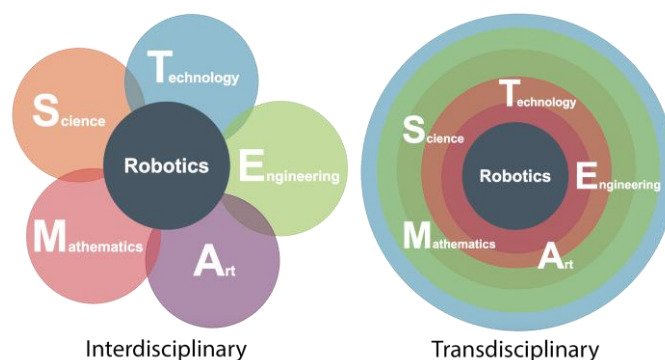 Technology
Science
Robotics
Engineering
Mathematics
Art
Interdisciplinary
Technology
Science
Robotics
Engineering
Mathematics
Art
Transdisciplinary